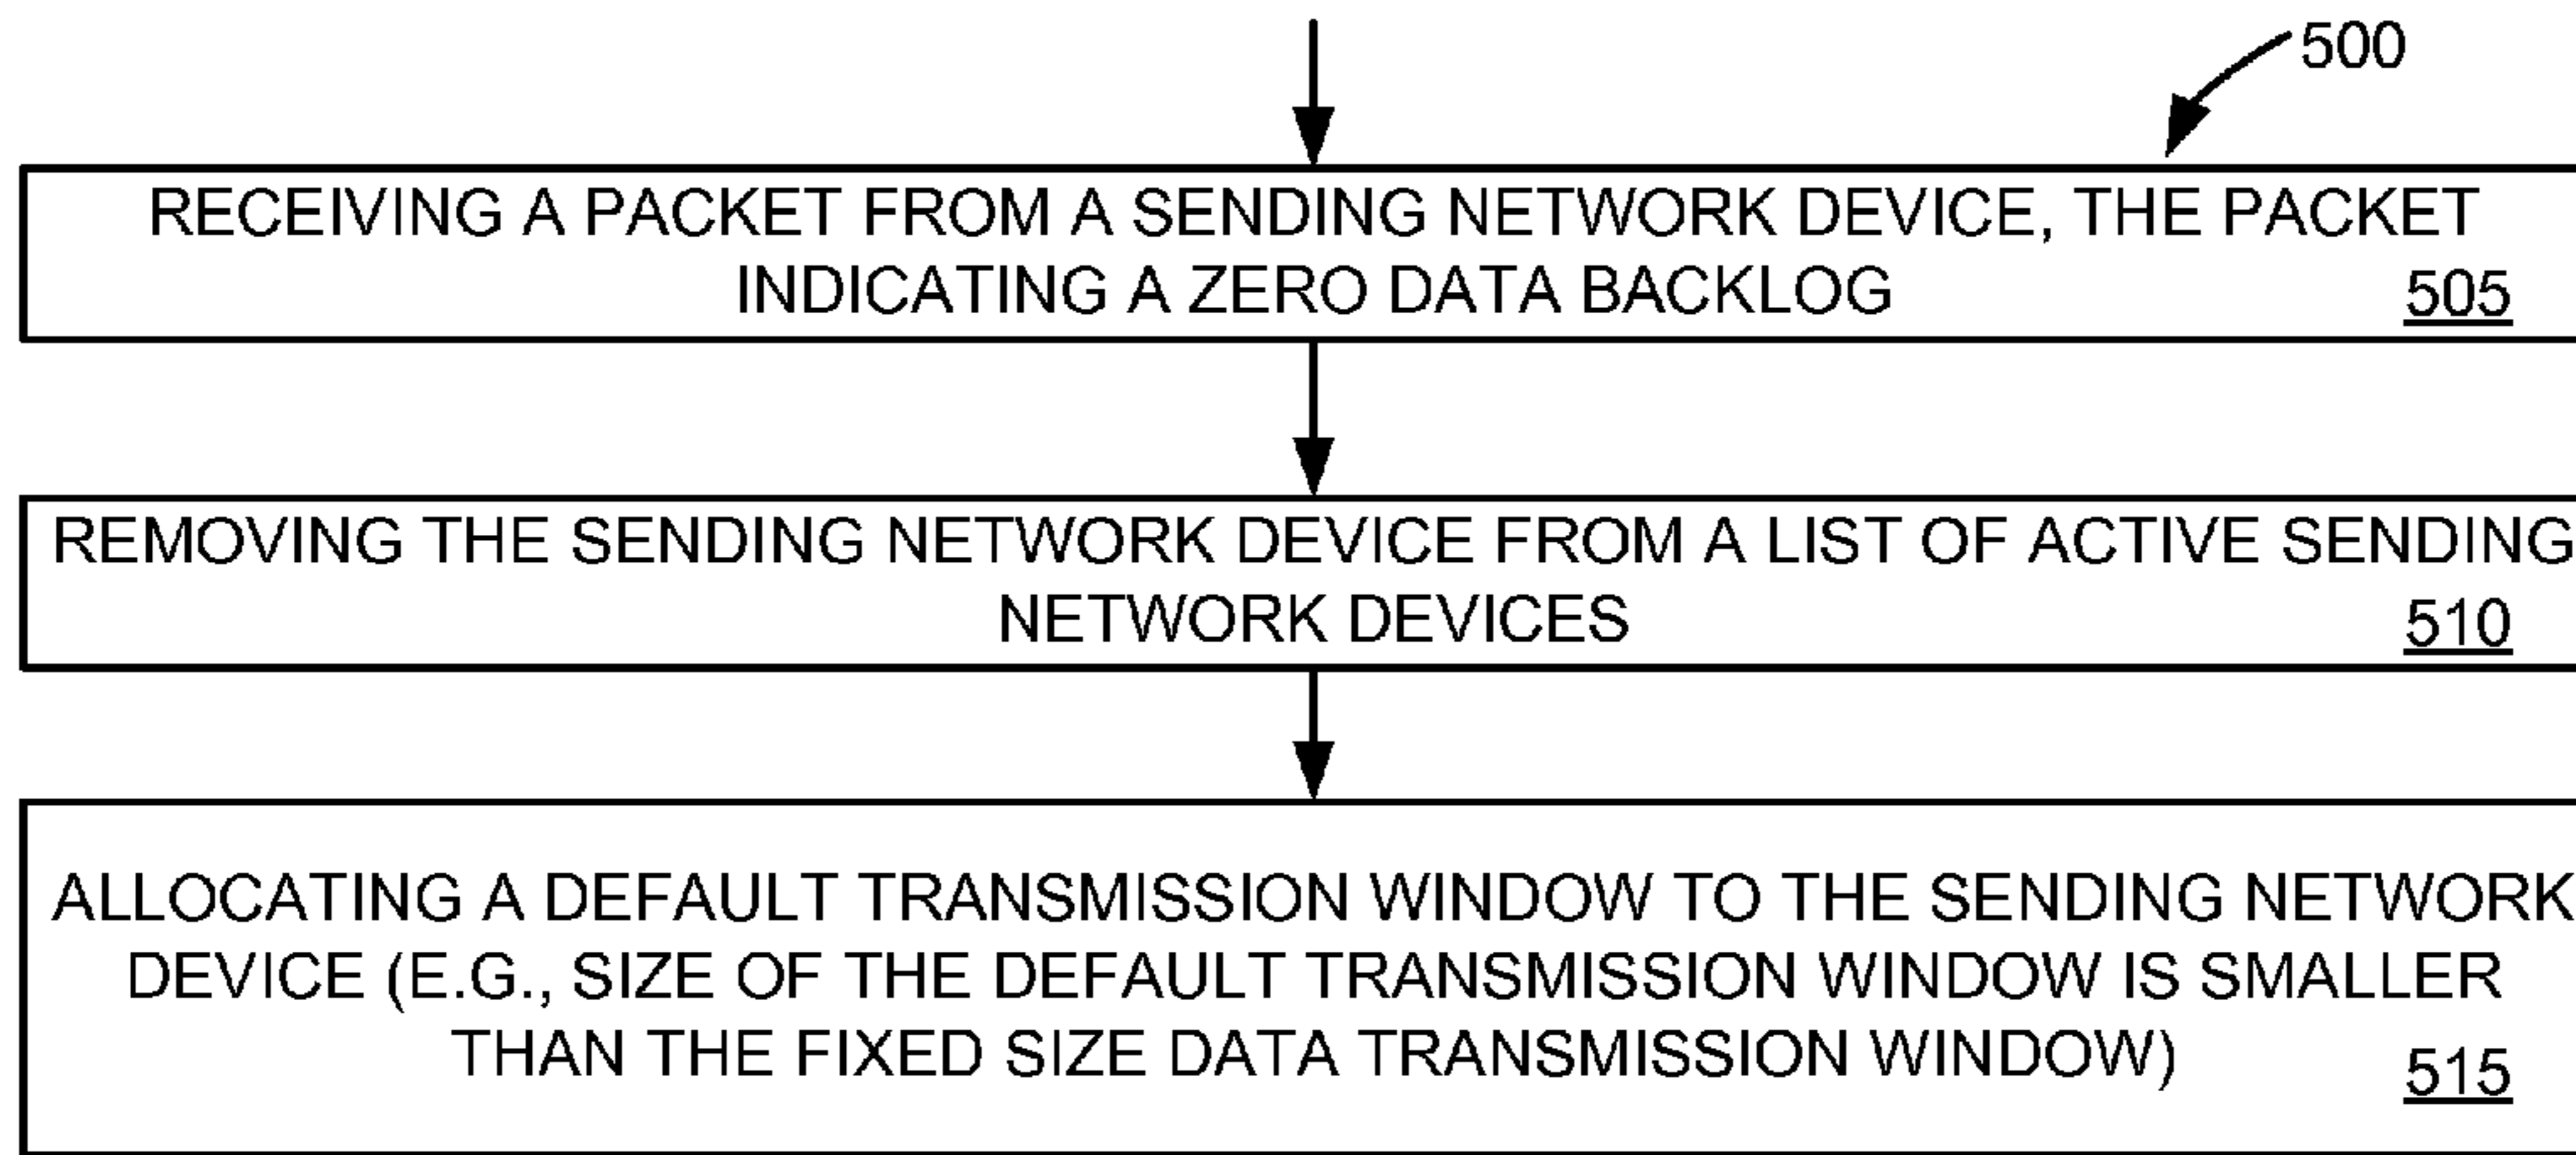 500
RECEIVING A PACKET FROM A SENDING NETWORK DEVICE, THE PACKET
INDICATING A ZERO DATA BACKLOG
505
REMOVING THE SENDING NETWORK DEVICE FROM A LIST OF ACTIVE SENDING
NETWORK DEVICES
510
ALLOCATING A DEFAULT TRANSMISSION WINDOW TO THE SENDING NETWORK
DEVICE (E.G., SIZE OF THE DEFAULT TRANSMISSION WINDOW IS SMALLER
THAN THE FIXED SIZE DATA TRANSMISSION WINDOW)
515